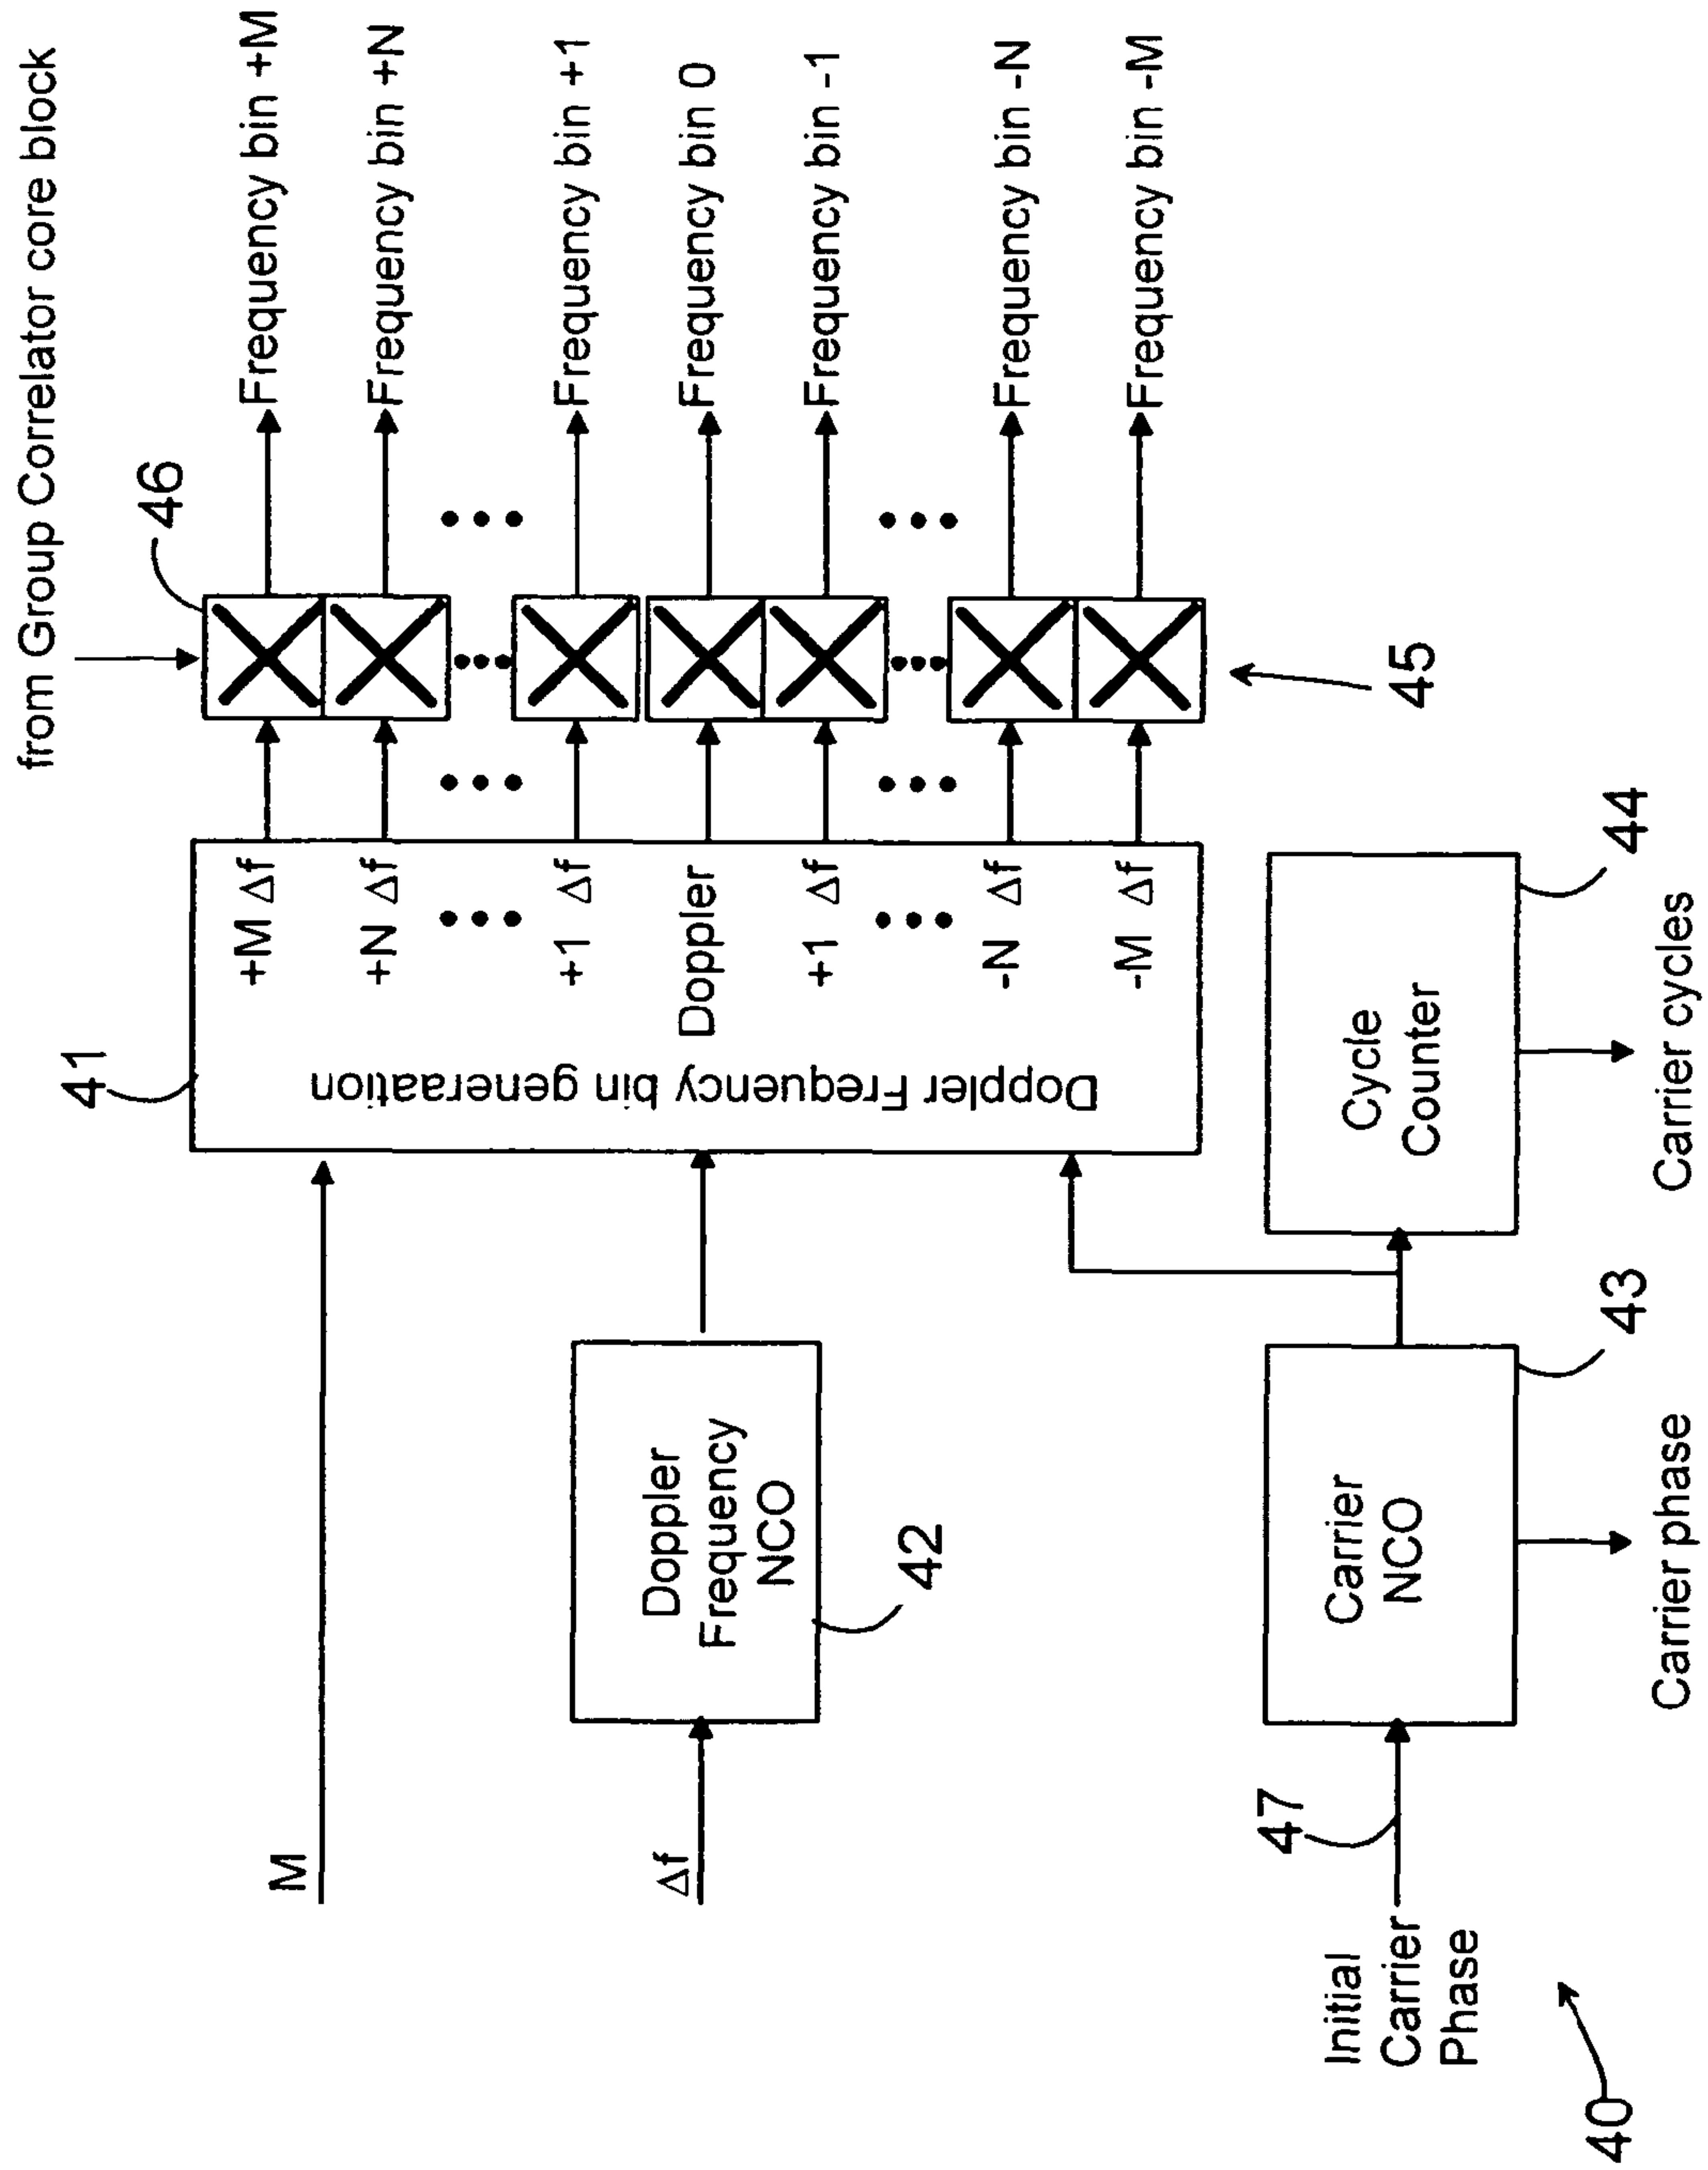 from Group Correlator core block
46
Frequency bin +M
Frequency bin +N
Frequency bin +1
Frequency bin 0
Frequency bin -1
Frequency bin -N
Frequency bin -M
45
41
+M Δf
+N Δf
+1 Δf
Doppler
+1 Δf
-N Δf
-M Δf
Doppler Frequency bin generaation
M
Δf
Doppler
Frequency
NCO
42
Cycle
Counter
44
Carrier cycles
Carrier
NCO
43
Carrier phase
47
Initial
Carrier
Phase
40